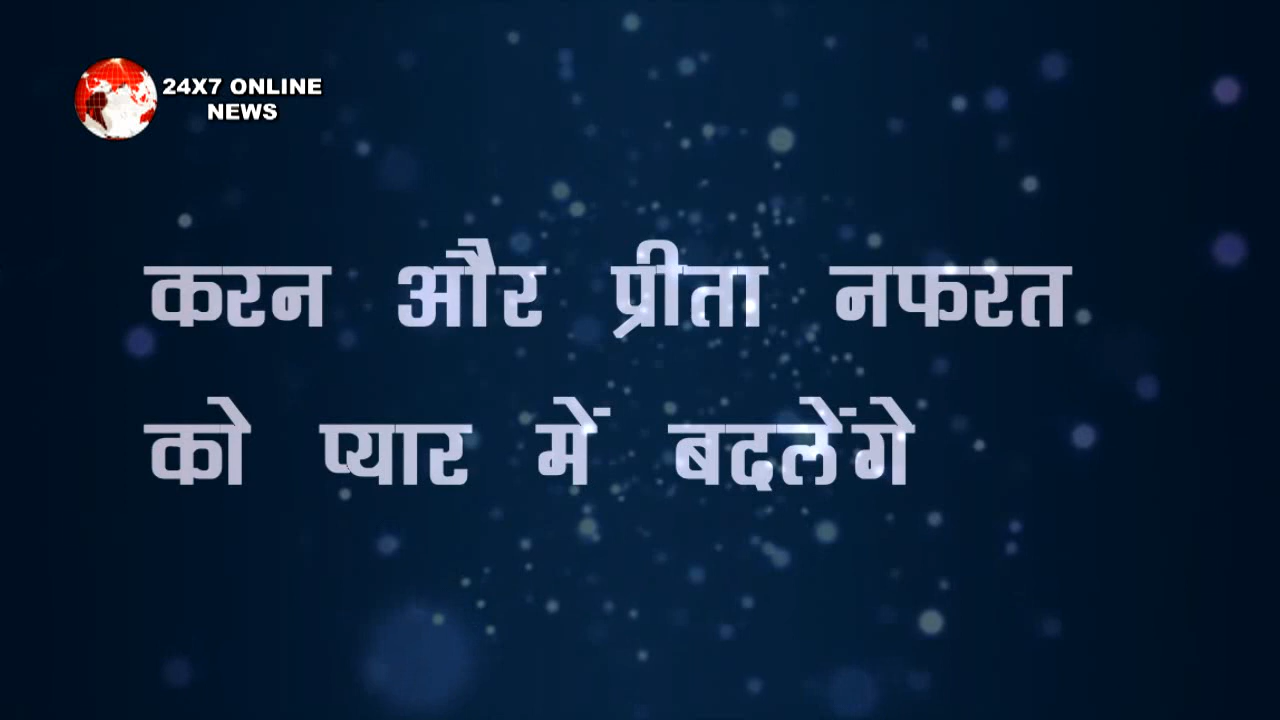 24X7 ONLINE
NEWS
करन और प्रीता नफरत
को प्यार में बदलेंगे